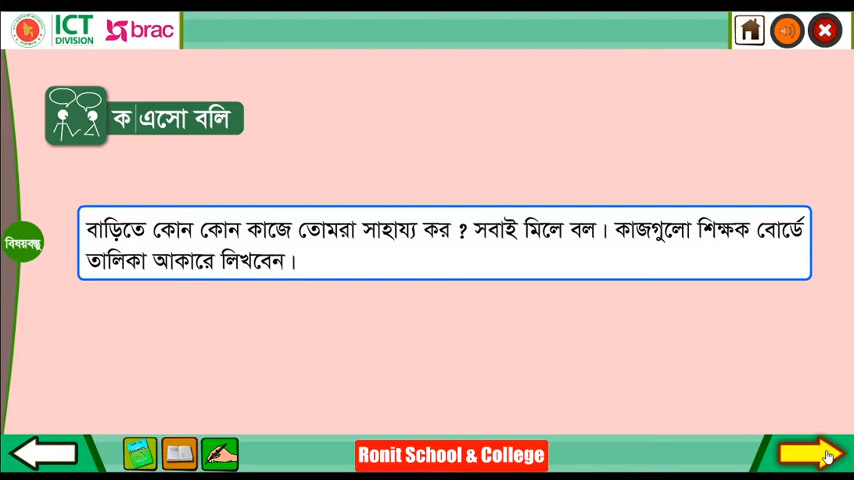 ICT
DIVISION
brac
ক এসো বলি
বাড়িতে কোন কোন কাজে তোমরা সাহায্য কর ? সবাই মিলে বল। কাজগুলো শিক্ষক বোর্ডে
তালিকা আকারে লিখবেন।
বিষয়বস্তু
Ronit School & College